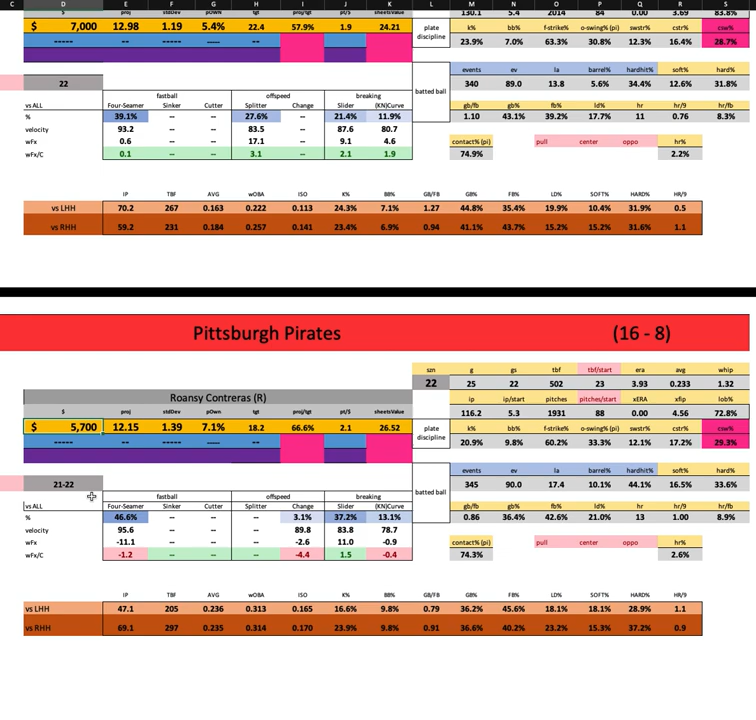 C D E F G H I J K L M N O P Q R S
$ proj stdDev pOwn tgt proj/tgt pt/$ sheetsValue 130.1 5.4 2014 84 0.00 3.69 83.8%
$ 7,000 12.98 1.19 5.4% 22.4 57.9% 1.9 24.21 plate discipline k% bb% f-strike% o-swing% (pi) swstr% cstr% csw%
----- --- — -- 23.9% 7.0% 63.3% 30.8% 12.3% 16.4% 28.7%
events ev la barrel% hardhit% soft% hard%
22 340 89.0 13.8 5.6% 34.4% 12.6% 31.8%
fastball offspeed breaking batted ball
vs ALL Four-Seamer Sinker Cutter Splitter Change Slider (KN)Curve gb/fb gb% fb% ld% hr hr/9 hr/fb
% 39.1% -- -- 27.6% -- 21.4% 11.9% 1.10 43.1% 39.2% 17.7% 11 0.76 8.3%
velocity 93.2 -- -- 83.5 -- 87.6 80.7
wFx 0.6 -- -- 17.1 -- 9.1 4.6 contact% (pi) pull center oppo hr%
wFx/C 0.1 -- -- 3.1 -- 2.1 1.9 74.9% 2.2%
IP TBF AVG wOBA ISO K% BB% GB/FB GB% FB% LD% SOFT% HARD% HR/9
vs LHH 70.2 267 0.163 0.222 0.113 24.3% 7.1% 1.27 44.8% 35.4% 19.9% 10.4% 31.9% 0.5
vs RHH 59.2 231 0.184 0.257 0.141 23.4% 6.9% 0.94 41.1% 43.7% 15.2% 15.2% 31.6% 1.1
Pittsburgh Pirates (16 - 8)
szn g gs tbf tbf/start era avg whip
22 25 22 502 23 3.93 0.233 1.32
Roansy Contreras (R) ip ip/start pitches pitches/start xERA xfip lob%
$ proj stdDev pOwn tgt proj/tgt pt/$ sheetsValue 116.2 5.3 1931 88 0.00 4.56 72.8%
$ 5,700 12.15 1.39 7.1% 18.2 66.6% 2.1 26.52 plate discipline k% bb% f-strike% o-swing% (pi) swstr% cstr% csw%
----- --- — -- 20.9% 9.8% 60.2% 33.3% 12.1% 17.2% 29.3%
events ev la barrel% hardhit% soft% hard%
21-22 345 90.0 17.4 10.1% 44.1% 16.5% 33.6%
fastball offspeed breaking batted ball
vs ALL Four-Seamer Sinker Cutter Splitter Change Slider (KN)Curve gb/fb gb% fb% ld% hr hr/9 hr/fb
% 46.6% -- -- -- 3.1% 37.2% 13.1% 0.86 36.4% 42.6% 21.0% 13 1.00 8.9%
velocity 95.6 -- -- -- 89.8 83.8 78.7
wFx -11.1 -- -- -- -2.6 11.0 -0.9 contact% (pi) pull center oppo hr%
wFx/C -1.2 -- -- -- -4.4 1.5 -0.4 74.3% 2.6%
IP TBF AVG wOBA ISO K% BB% GB/FB GB% FB% LD% SOFT% HARD% HR/9
vs LHH 47.1 205 0.236 0.313 0.165 16.6% 9.8% 0.79 36.2% 45.6% 18.1% 18.1% 28.9% 1.1
vs RHH 69.1 297 0.235 0.314 0.170 23.9% 9.8% 0.91 36.6% 40.2% 23.2% 15.3% 37.2% 0.9